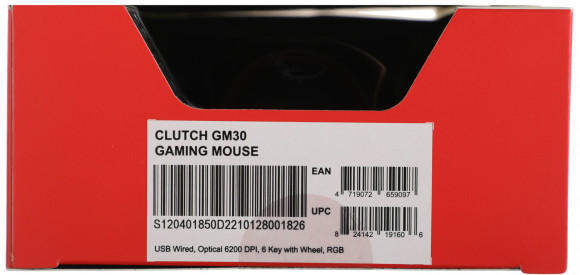 CLUTCH GM30
GAMING MOUSE
EAN
4 719072 659097
S120401850D2210128001826
UPC
8 24142 19160 6
USB Wired, Optical 6200 DPI, 6 Key with Wheel, RGB